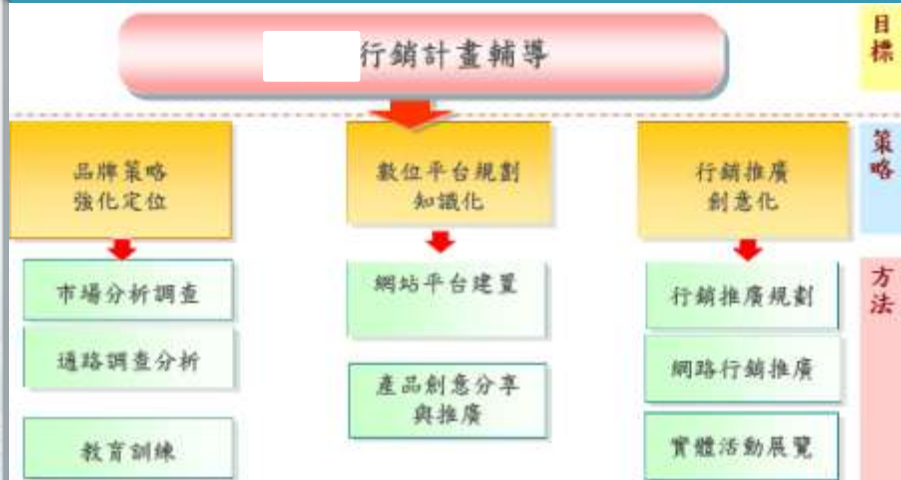 行銷計畫輔導
目標
品牌策略
強化定位
數位平台規劃
知識化
行銷推廣
創意化
策略
市場分析調查
通路調查分析
教育訓練
網站平台建置
產品創意分享
與推廣
行銷推廣規劃
網路行銷推廣
實體活動展覽
方法